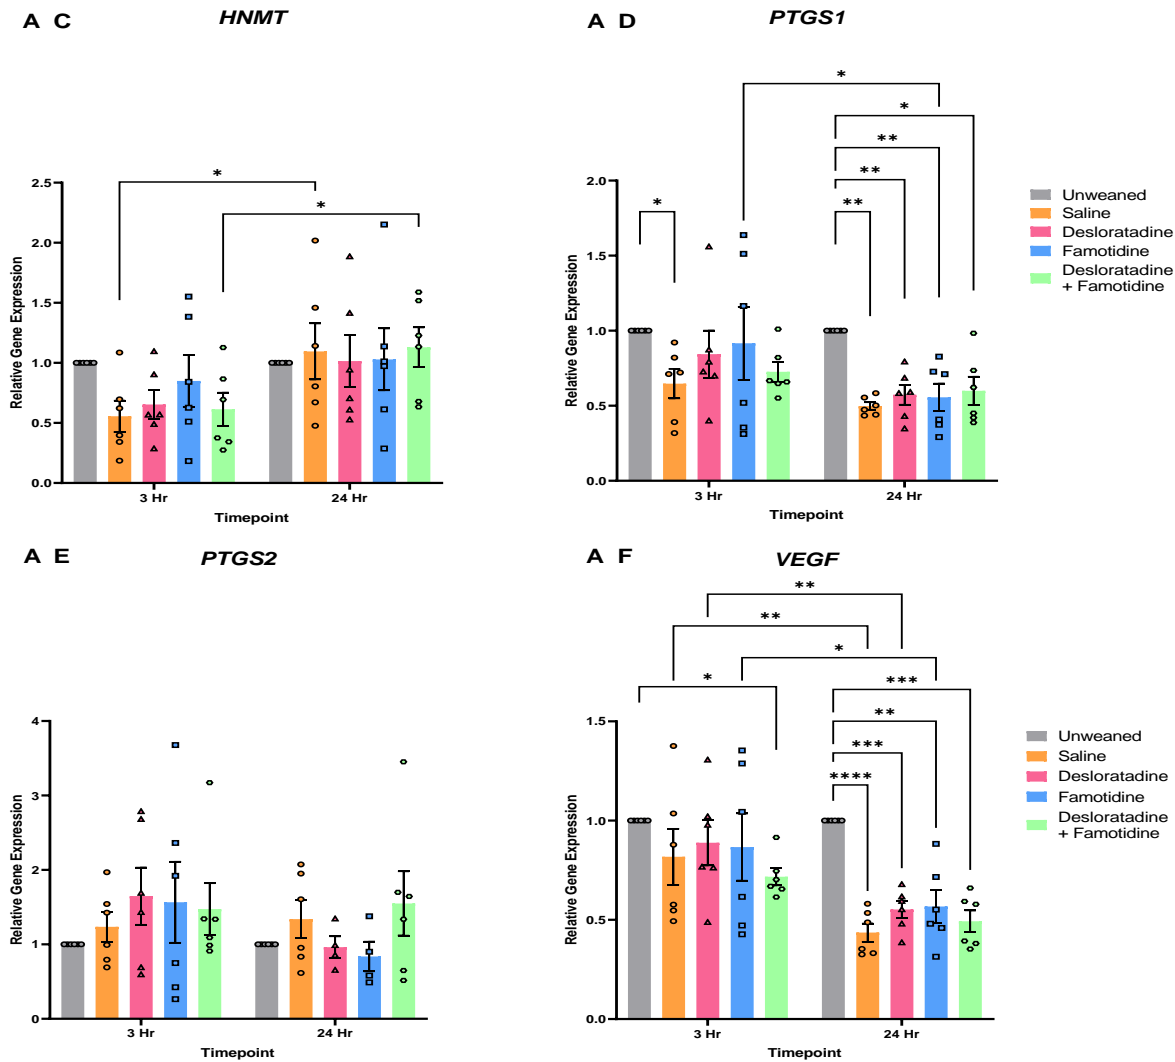 A C
HNMT
*
*
Relative Gene Expression
2.5
2.0
1.5
1.0
0.5
0.0
3 Hr
24 Hr
Timepoint
A D
PTGS1
*
*
**
**
*
**
Relative Gene Expression
2.0
1.5
1.0
0.5
0.0
3 Hr
24 Hr
Timepoint
Unweaned
Saline
Desloratadine
Famotidine
Desloratadine
+ Famotidine
A E
PTGS2
Relative Gene Expression
4
3
2
1
0
3 Hr
24 Hr
Timepoint
A F
VEGF
**
**
*
*
***
**
***
****
Relative Gene Expression
1.5
1.0
0.5
0.0
3 Hr
24 Hr
Timepoint
Unweaned
Saline
Desloratadine
Famotidine
Desloratadine
+ Famotidine